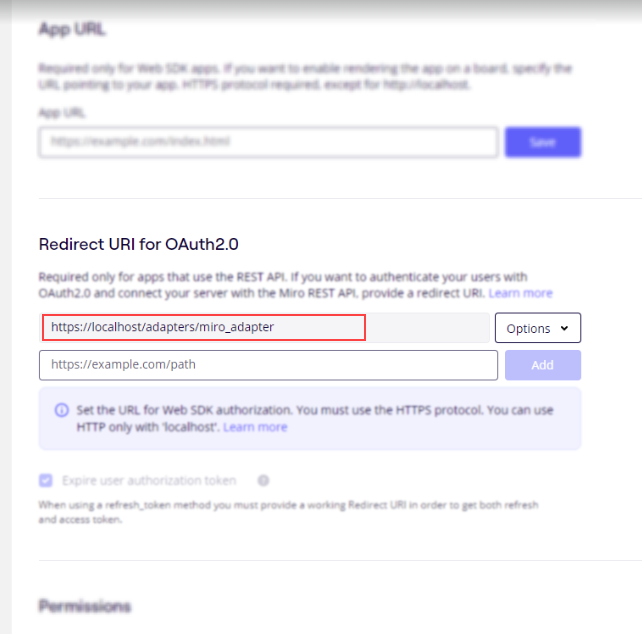 App URL
Required only for Web SDK apps. If you want to enable rendering the app on a board, specify the
URL pointing to your app. HTTPS protocol required, except for http://localhost.
App URL
https://example.com/index.html
Save
Redirect URI for OAuth2.0
Required only for apps that use the REST API. If you want to authenticate your users with
OAuth2.0 and connect your server with the Miro REST API, provide a redirect URI. Learn more
https://localhost/adapters/miro_adapter
Options
https://example.com/path
Add
Set the URL for Web SDK authorization. You must use the HTTPS protocol. You can use
HTTP only with 'localhost'. Learn more
Expire user authorization token
When using a refresh_token method you must provide a working Redirect URI in order to get both refresh
and access token.
Permissions